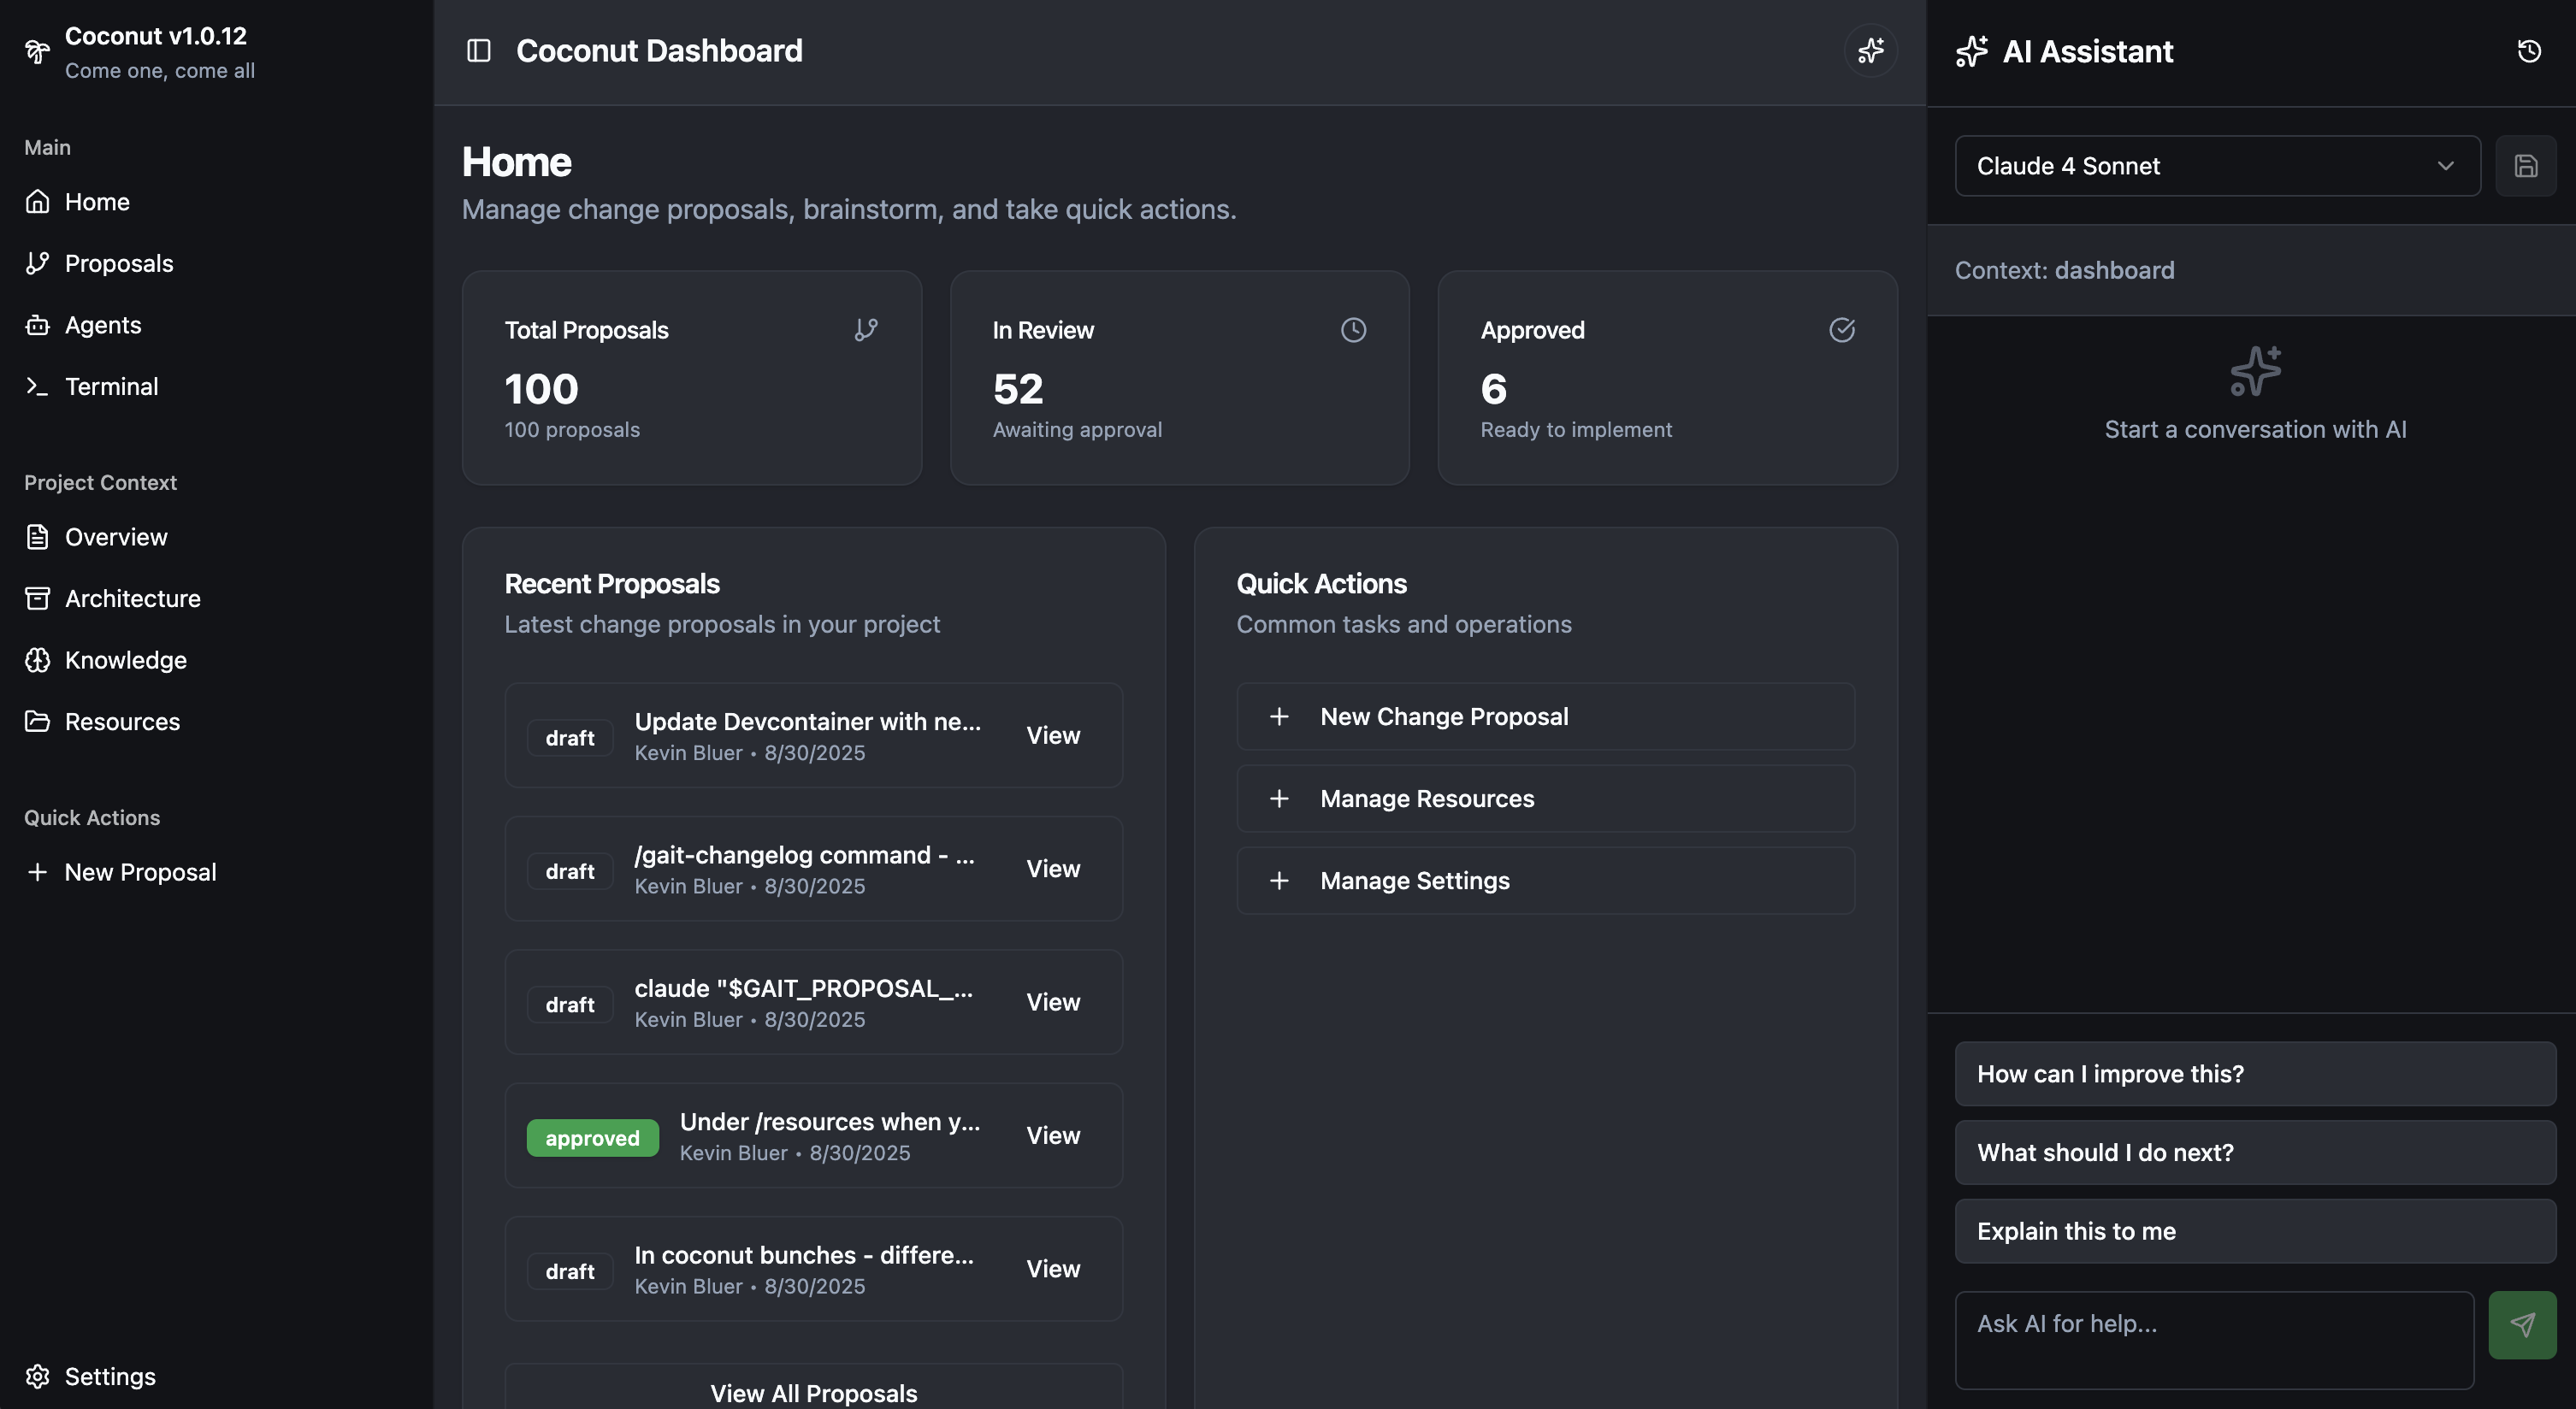 Coconut v1.0.12
Come one, come all
Main
Home
Proposals
Agents
Terminal
Project Context
Overview
Architecture
Knowledge
Resources
Quick Actions
New Proposal
Settings
Coconut Dashboard
Home
Manage change proposals, brainstorm, and take quick actions.
Total Proposals
100
100 proposals
In Review
52
Awaiting approval
Approved
6
Ready to implement
Recent Proposals
Latest change proposals in your project
draft
Update Devcontainer with ne...
Kevin Bluer • 8/30/2025
View
draft
/gait-changelog command - ...
Kevin Bluer • 8/30/2025
View
draft
claude "$GAIT_PROPOSAL_...
Kevin Bluer • 8/30/2025
View
approved
Under /resources when y...
Kevin Bluer • 8/30/2025
View
draft
In coconut bunches - differe...
Kevin Bluer • 8/30/2025
View
View All Proposals
Quick Actions
Common tasks and operations
New Change Proposal
Manage Resources
Manage Settings
AI Assistant
Claude 4 Sonnet
Context: dashboard
Start a conversation with AI
How can I improve this?
What should I do next?
Explain this to me
Ask AI for help...